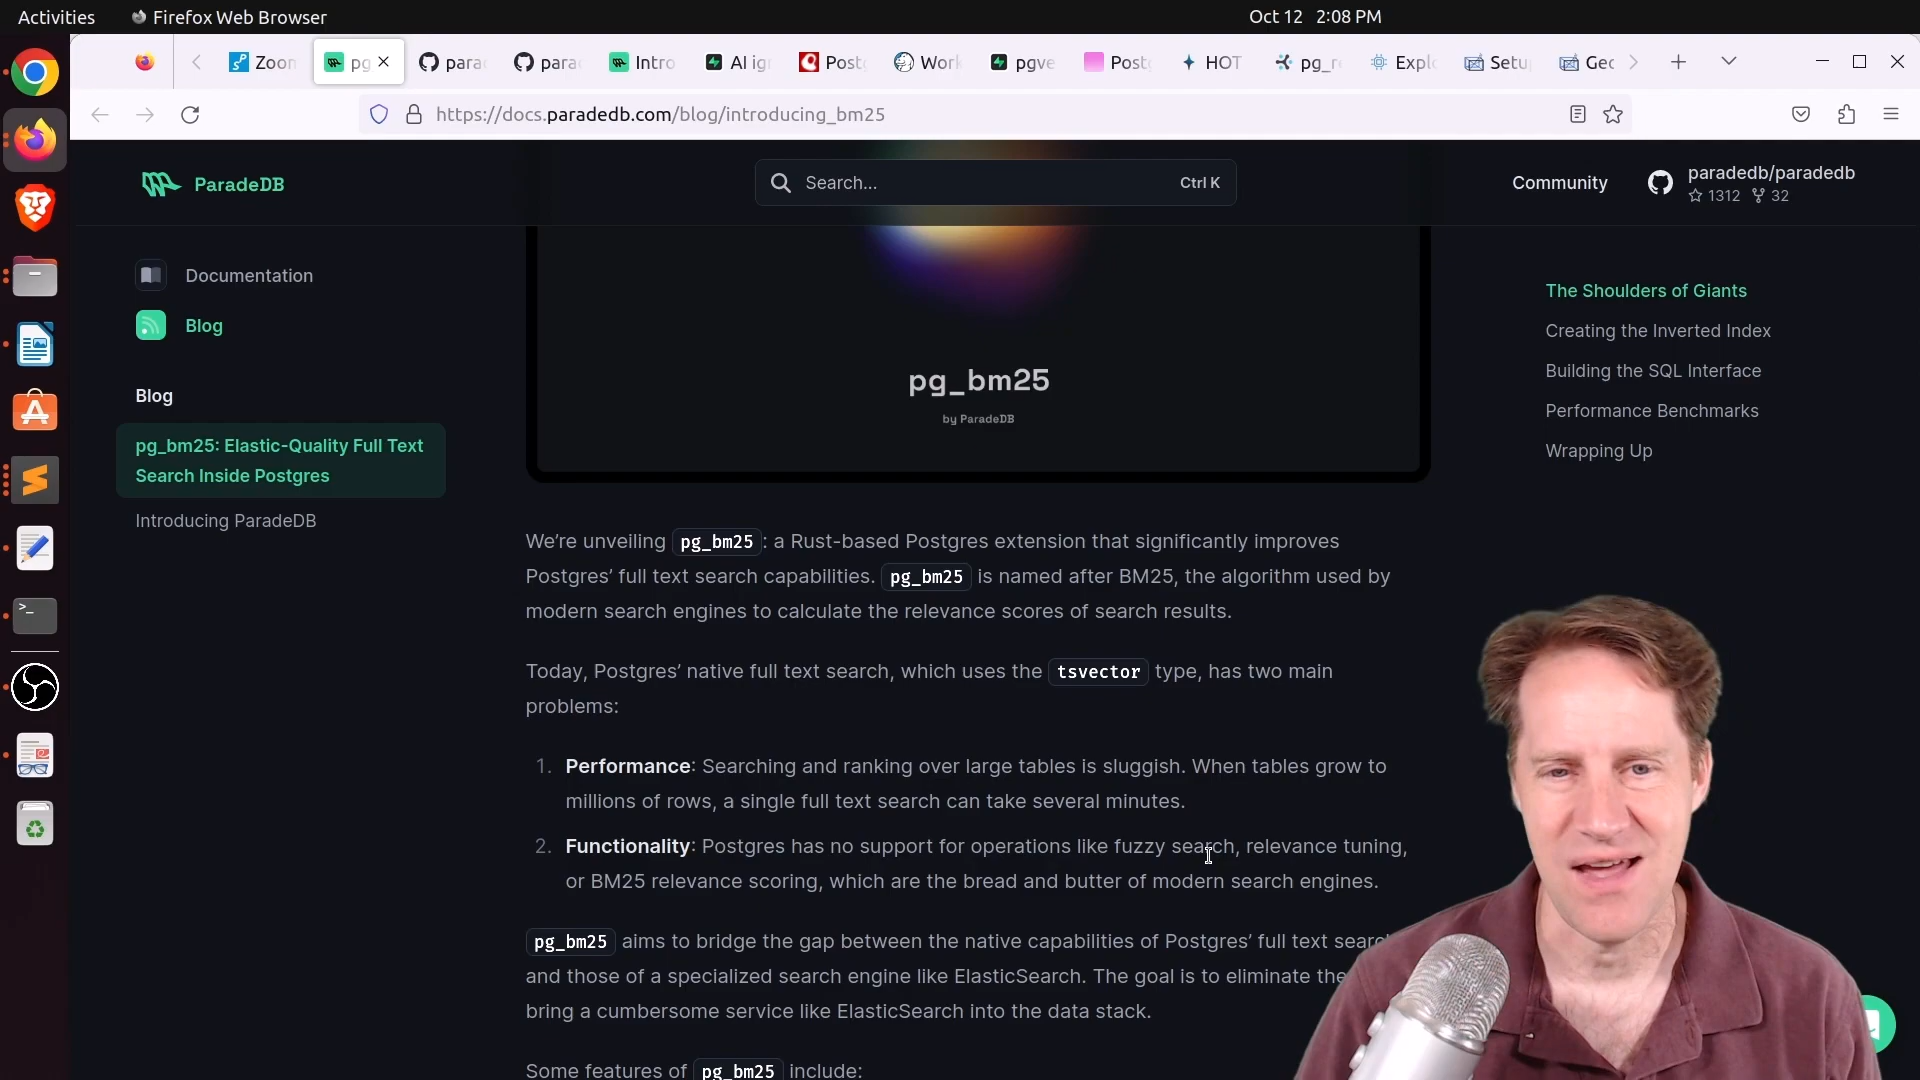 Activities
Firefox Web Browser
Oct 12 2:08 PM
Zoon
pg_
para
para
Intro
AI ig
Post
Wor
pgve
Post
HOT
pg_r
Expl
Setu
Geo
https://docs.paradedb.com/blog/introducing_bm25
ParadeDB
Search...
Ctrl K
Community
paradedb/paradedb
1312 32
Documentation
Blog
Blog
pg_bm25: Elastic-Quality Full Text
Search Inside Postgres
Introducing ParadeDB
pg_bm25
by ParadeDB
The Shoulders of Giants
Creating the Inverted Index
Building the SQL Interface
Performance Benchmarks
Wrapping Up
We’re unveiling pg_bm25: a Rust-based Postgres extension that significantly improves
Postgres’ full text search capabilities. pg_bm25 is named after BM25, the algorithm used by
modern search engines to calculate the relevance scores of search results.
Today, Postgres’ native full text search, which uses the tsvector type, has two main
problems:
1. Performance: Searching and ranking over large tables is sluggish. When tables grow to
millions of rows, a single full text search can take several minutes.
2. Functionality: Postgres has no support for operations like fuzzy search, relevance tuning,
or BM25 relevance scoring, which are the bread and butter of modern search engines.
pg_bm25 aims to bridge the gap between the native capabilities of Postgres’ full text search
and those of a specialized search engine like ElasticSearch. The goal is to eliminate the
bring a cumbersome service like ElasticSearch into the data stack.
Some features of pg_bm25 include: